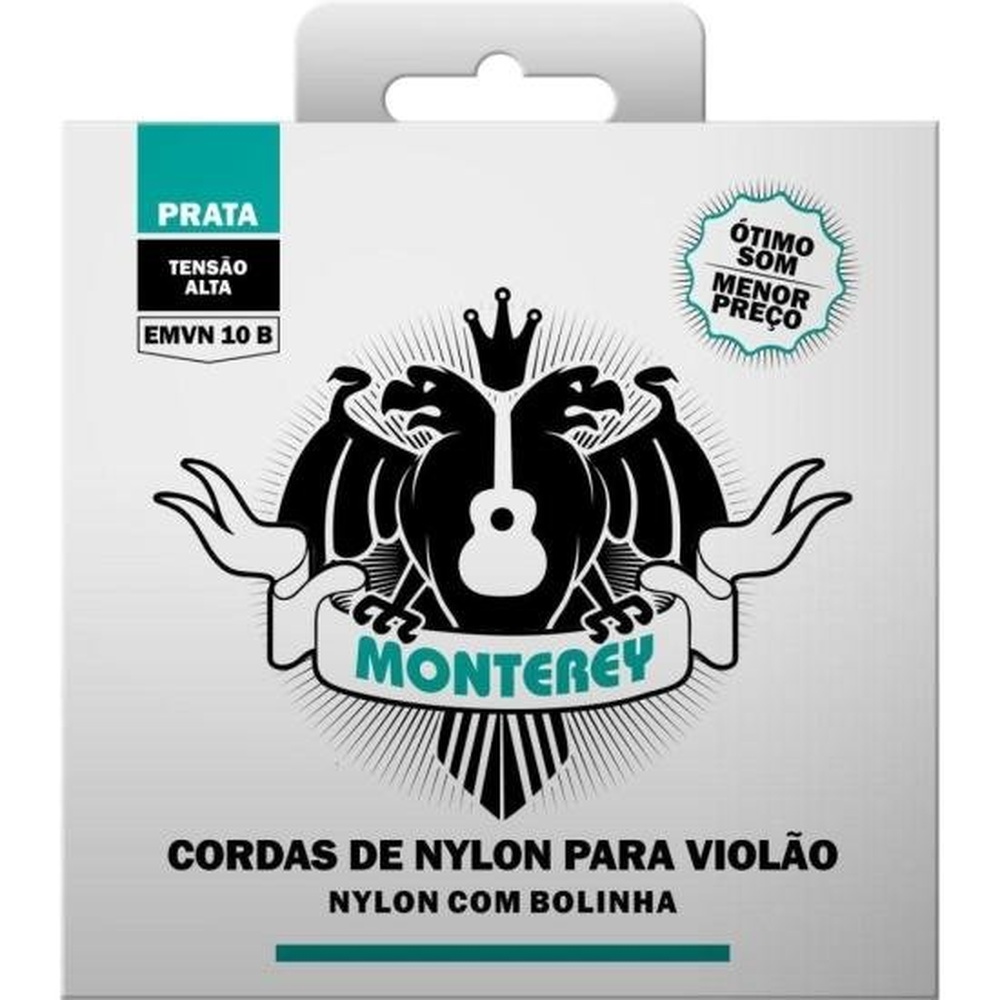 PRATA
TENSÃO
ALTA
EMVN 10 B
ÓTIMO
SOM
MENOR
PREÇO
MONTEREY
CORDAS DE NYLON PARA VIOLÃO
NYLON COM BOLINHA